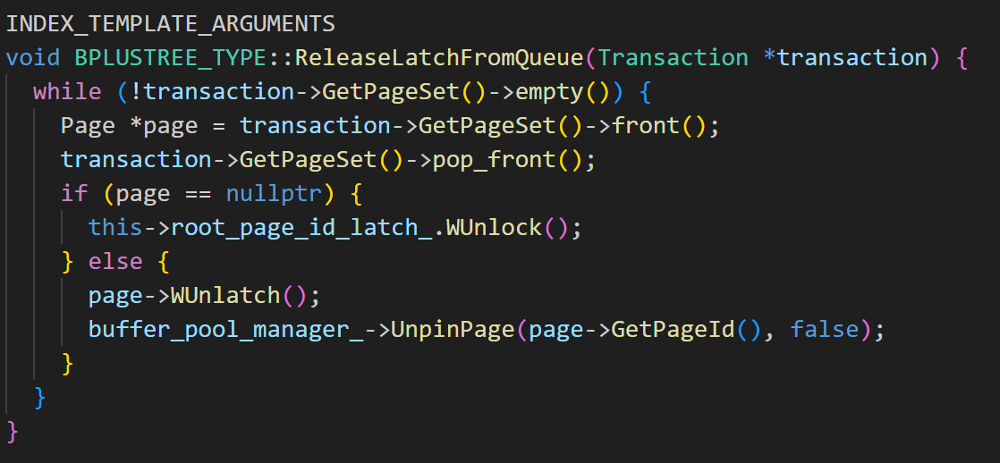 INDEX_TEMPLATE_ARGUMENTS
void BPLUSTREE_TYPE::ReleaseLatchFromQueue(Transaction *transaction) {
  while (!transaction->GetPageSet()->empty()) {
    Page *page = transaction->GetPageSet()->front();
    transaction->GetPageSet()->pop_front();
    if (page == nullptr) {
      this->root_page_id_latch_.WUnlock();
    } else {
      page->WUnlatch();
      buffer_pool_manager_->UnpinPage(page->GetPageId(), false);
    }
  }
}